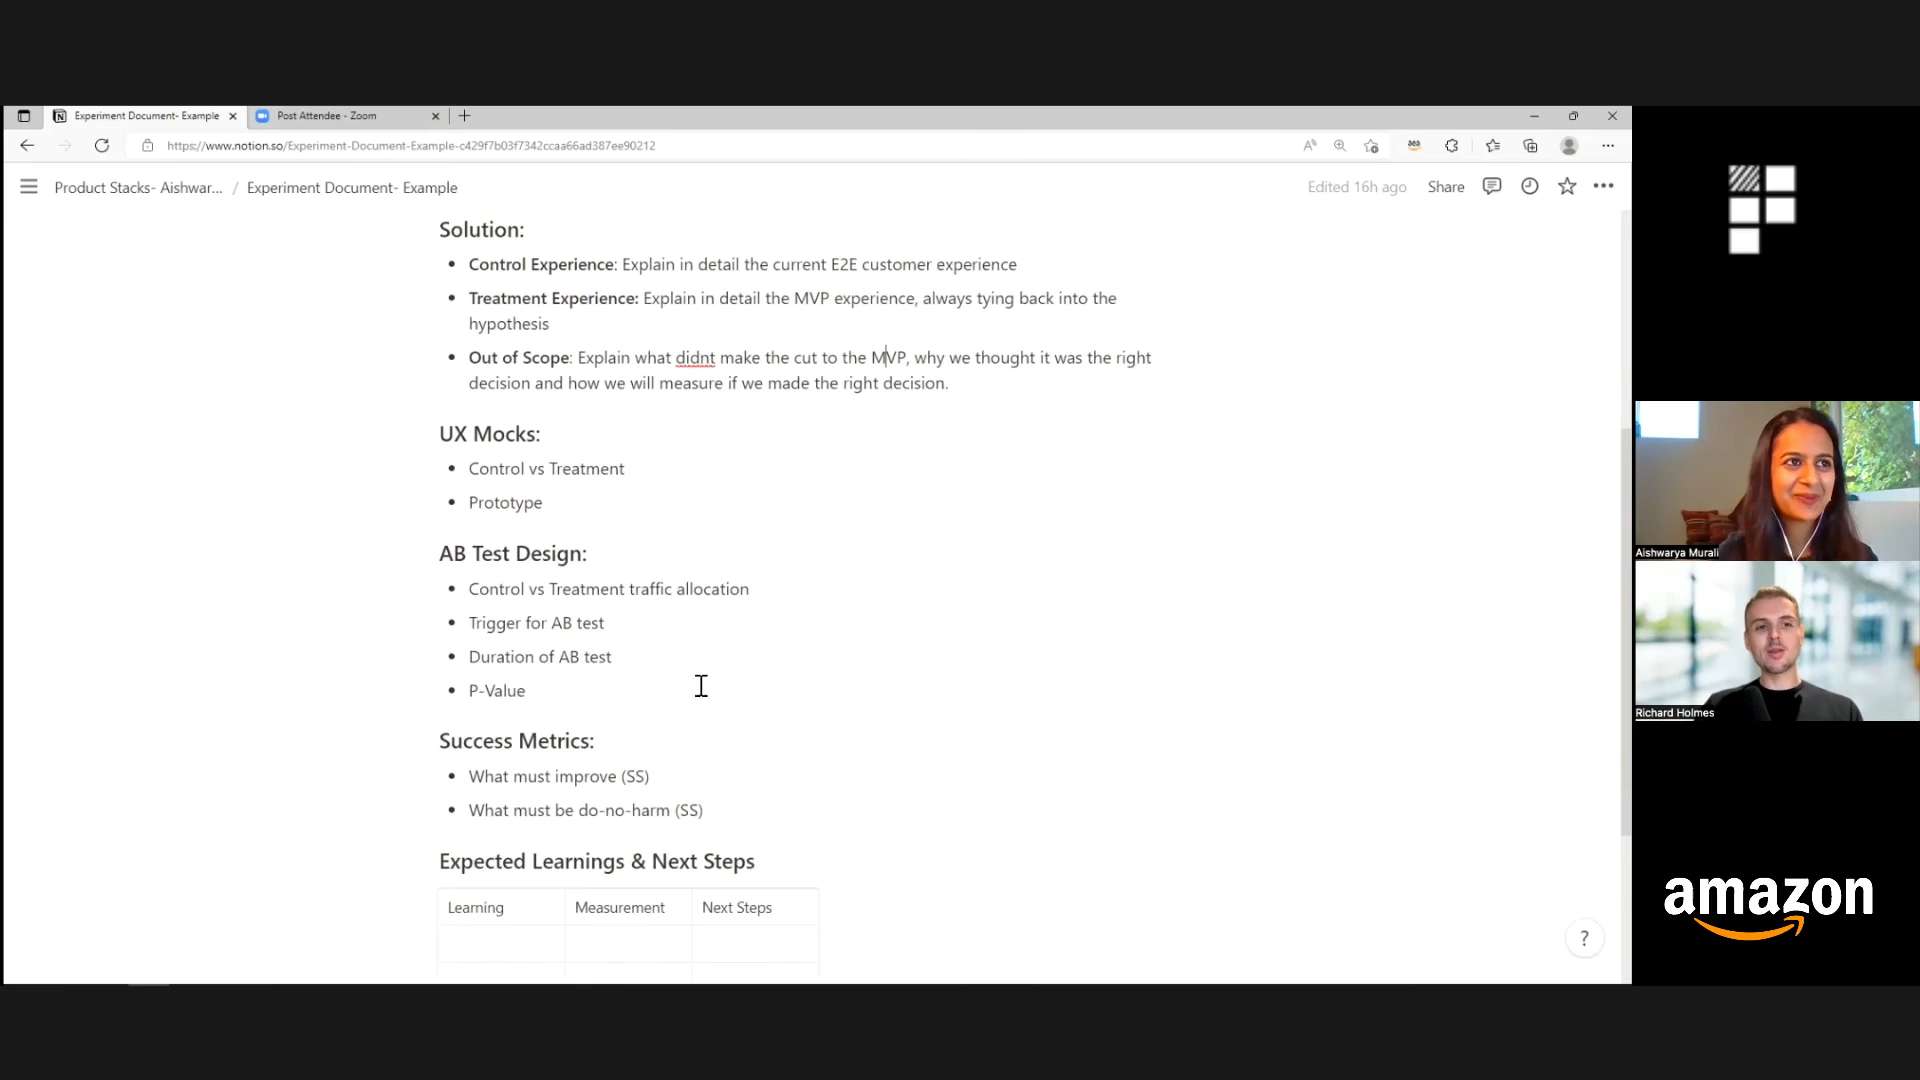 Experiment Document- Example
Post Attendee - Zoom
https://www.notion.so/Experiment-Document-Example-c429f7b03f7342ccaa66ad387ee90212
Product Stacks- Aishwar... / Experiment Document- Example
Edited 16h ago
Share
Solution:
• Control Experience: Explain in detail the current E2E customer experience
• Treatment Experience: Explain in detail the MVP experience, always tying back into the
hypothesis
• Out of Scope: Explain what didnt make the cut to the MVP, why we thought it was the right
decision and how we will measure if we made the right decision.
UX Mocks:
• Control vs Treatment
• Prototype
AB Test Design:
• Control vs Treatment traffic allocation
• Trigger for AB test
• Duration of AB test
• P-Value
Success Metrics:
• What must improve (SS)
• What must be do-no-harm (SS)
Expected Learnings & Next Steps
Learning Measurement Next Steps
?
Aishwarya Murali
Richard Holmes
amazon